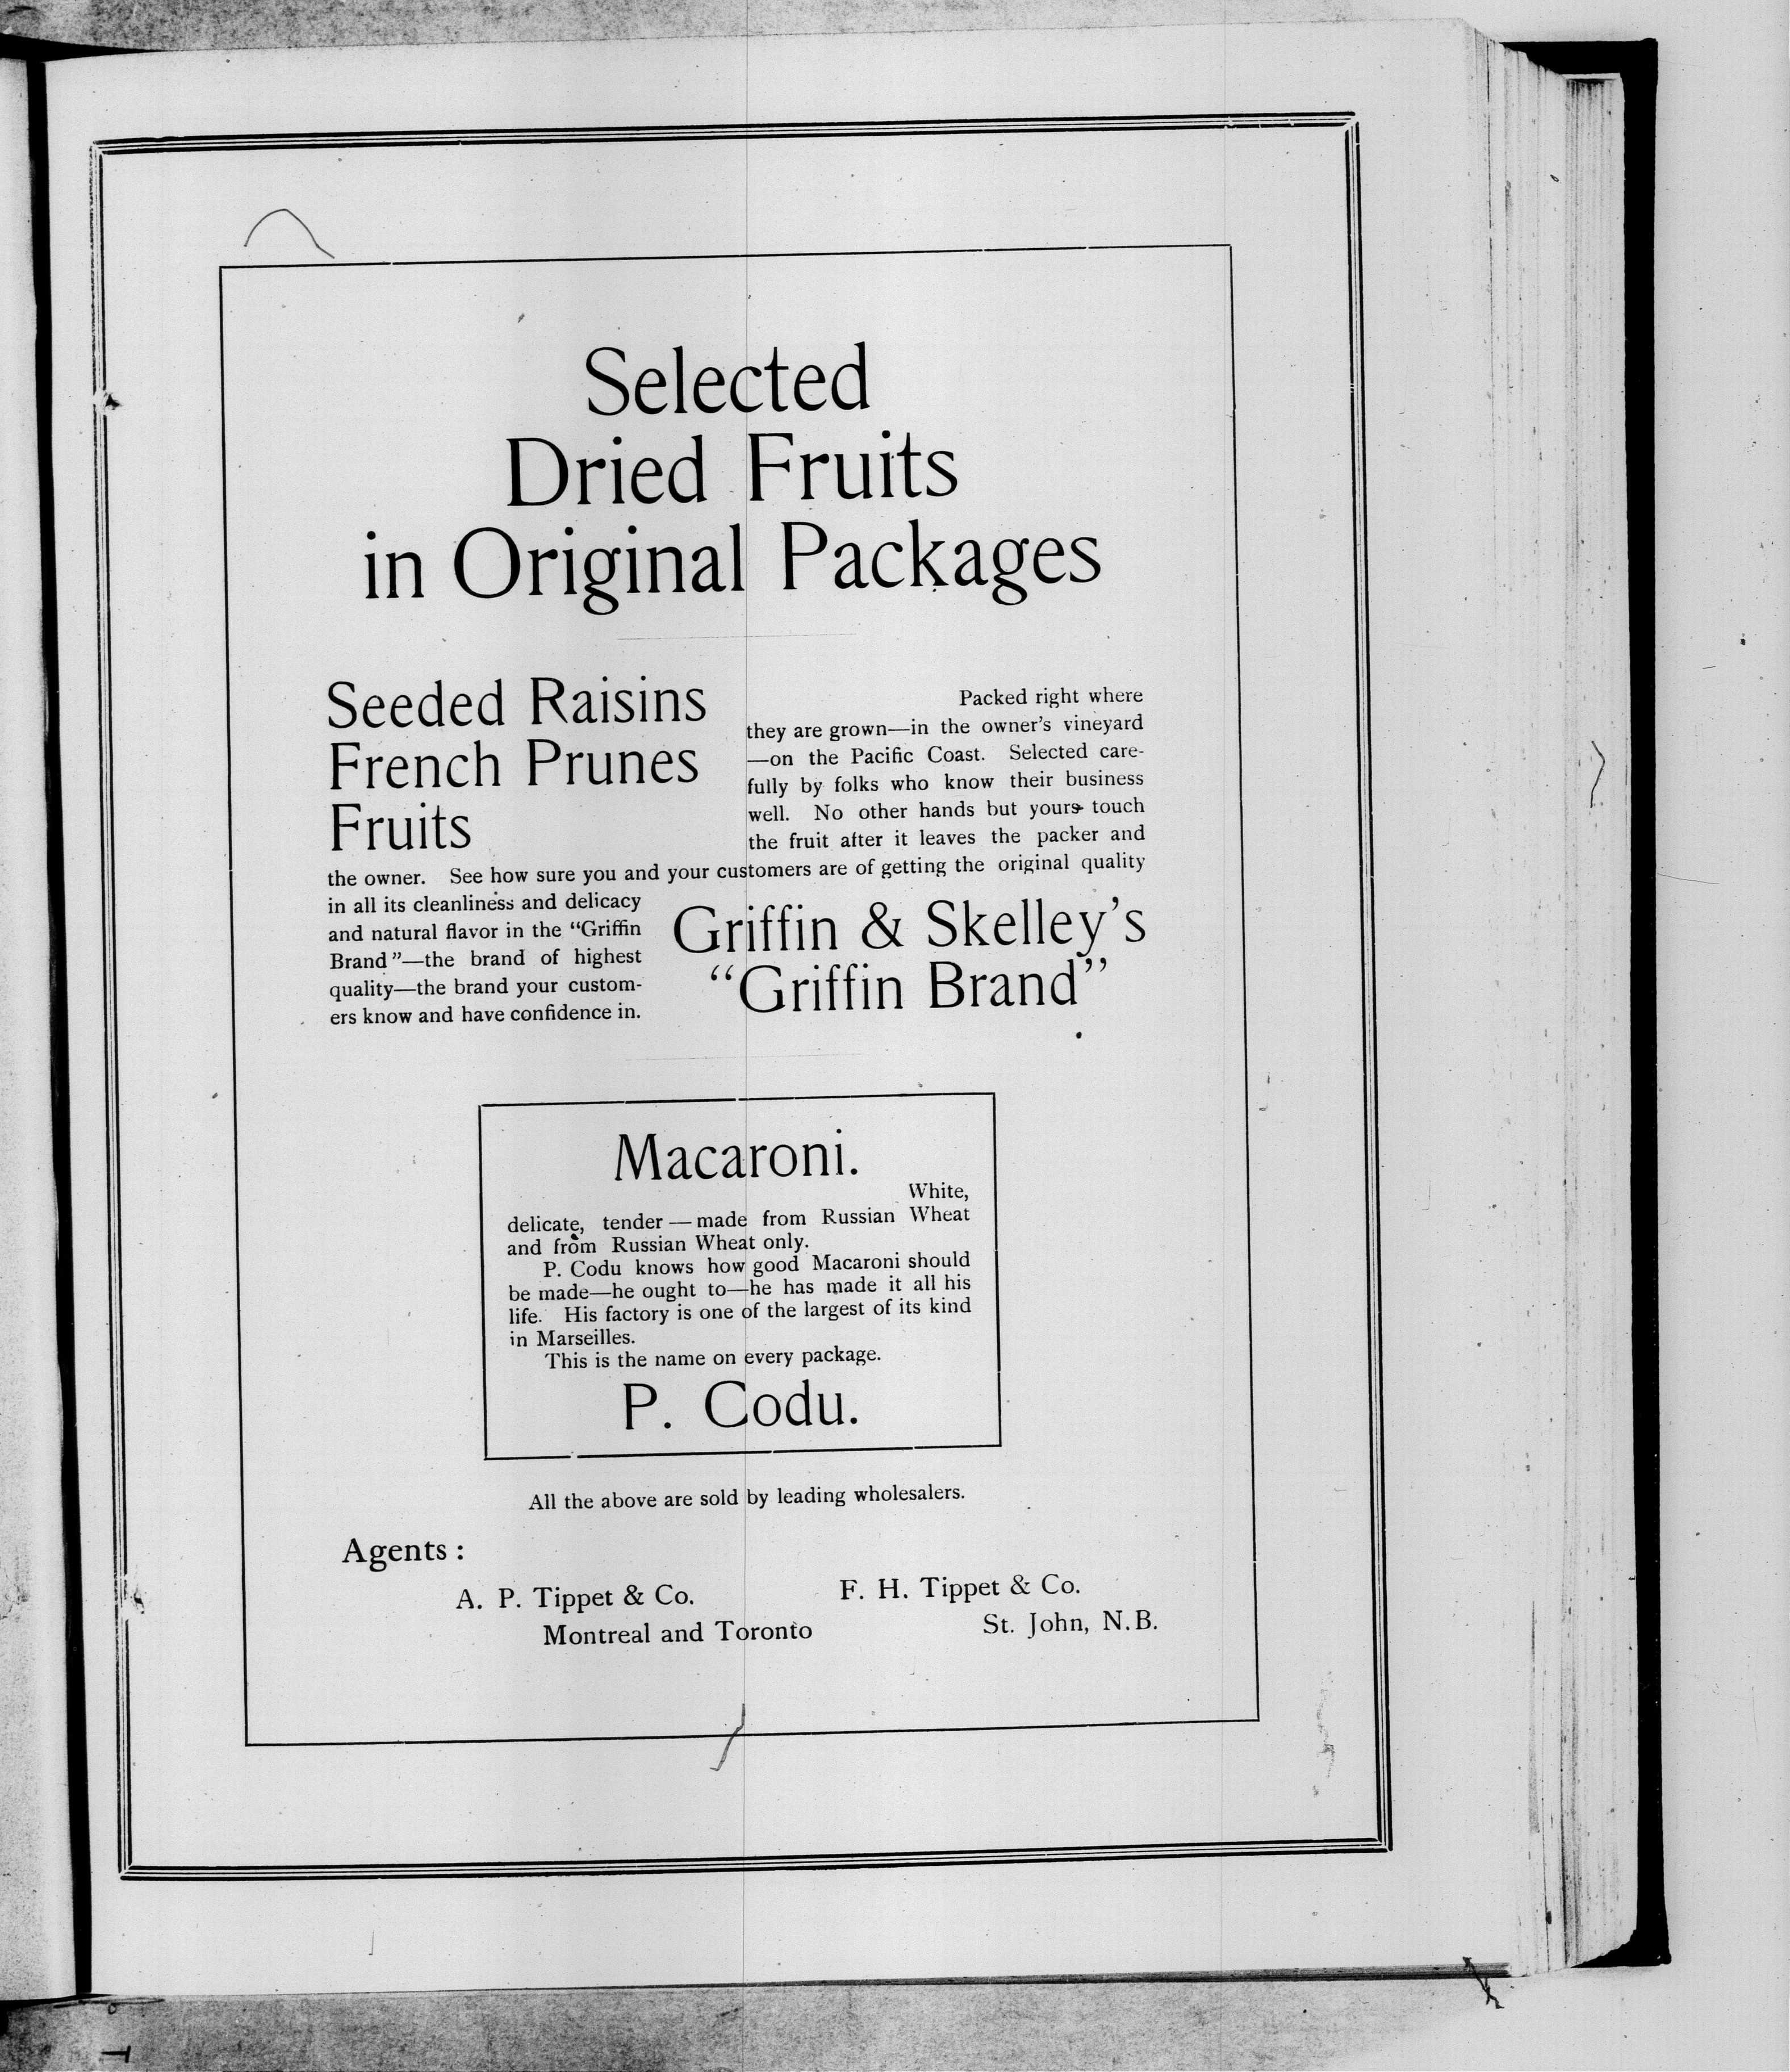 Selected
Dried Fruits
in Original Packages
Seeded Raisins
French Prunes
Fruits
Packed right where
they are grown—in the owner's vineyard
—on the Pacific Coast. Selected care-
fully by folks who know their business
well. No other hands but yours touch
the fruit after it leaves the packer and
the owner. See how sure you and your customers are of getting the original quality
in all its cleanliness and delicacy
and natural flavor in the "Griffin
Brand"—the brand of highest
quality—the brand your custom-
ers know and have confidence in.
Griffin & Skelley's
"Griffin Brand"
Macaroni.
White,
delicate, tender — made from Russian Wheat
and from Russian Wheat only.
P. Codu knows how good Macaroni should
be made—he ought to—he has made it all his
life. His factory is one of the largest of its kind
in Marseilles.
This is the name on every package.
P. Codu.
All the above are sold by leading wholesalers.
Agents :
A. P. Tippet & Co.
Montreal and Toronto
F. H. Tippet & Co.
St. John, N.B.